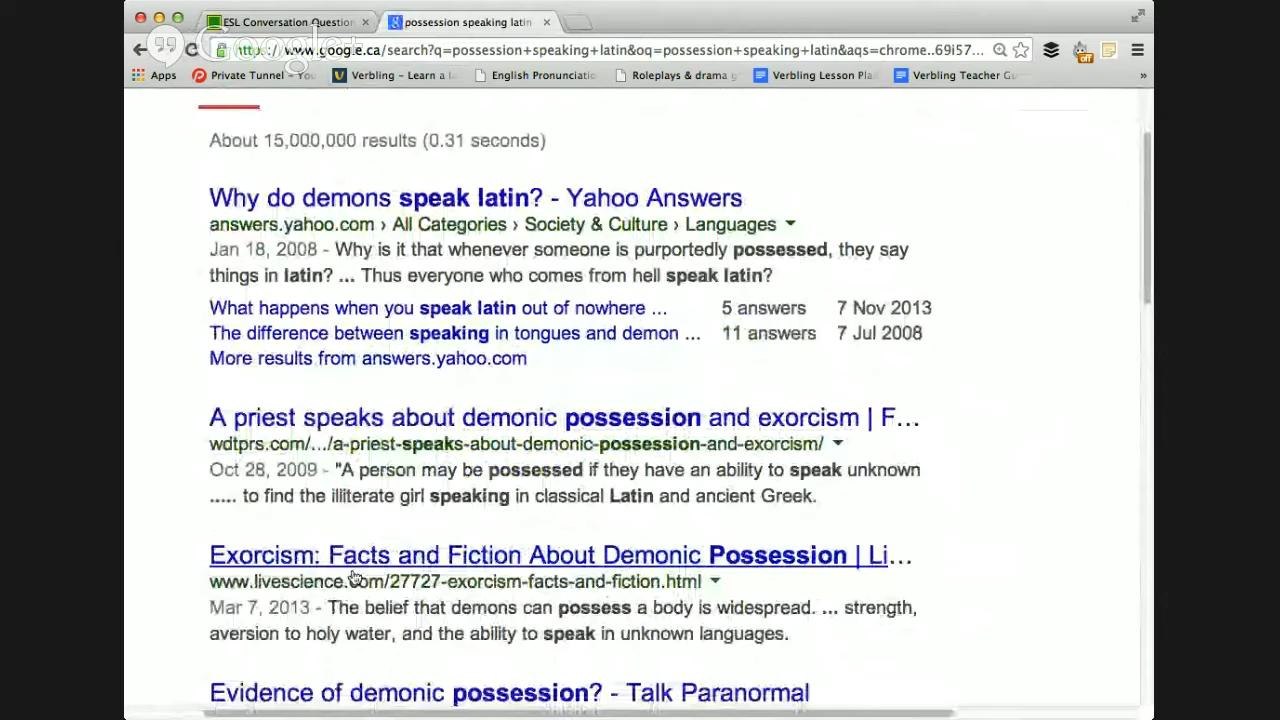 ESL Conversation Question
possession speaking latin
Google+
https://www.google.ca/search?q=possession+speaking+latin&oq=possession+speaking+latin&aqs=chrome..69i57...
off
Apps
Private Tunnel - You
Verbling - Learn a la
English Pronunciatio
Roleplays & drama g
Verbling Lesson Pla
Verbling Teacher Gu
»
About 15,000,000 results (0.31 seconds)
Why do demons speak latin? - Yahoo Answers
answers.yahoo.com › All Categories › Society & Culture › Languages
Jan 18, 2008 - Why is it that whenever someone is purportedly possessed, they say
things in latin? ... Thus everyone who comes from hell speak latin?
What happens when you speak latin out of nowhere ... 5 answers 7 Nov 2013
The difference between speaking in tongues and demon ... 11 answers 7 Jul 2008
More results from answers.yahoo.com
A priest speaks about demonic possession and exorcism | F...
wdtprs.com/.../a-priest-speaks-about-demonic-possession-and-exorcism/
Oct 28, 2009 - "A person may be possessed if they have an ability to speak unknown
..... to find the illiterate girl speaking in classical Latin and ancient Greek.
Exorcism: Facts and Fiction About Demonic Possession | Li...
www.livescience.com/27727-exorcism-facts-and-fiction.html
Mar 7, 2013 - The belief that demons can possess a body is widespread. ... strength,
aversion to holy water, and the ability to speak in unknown languages.
Evidence of demonic possession? - Talk Paranormal